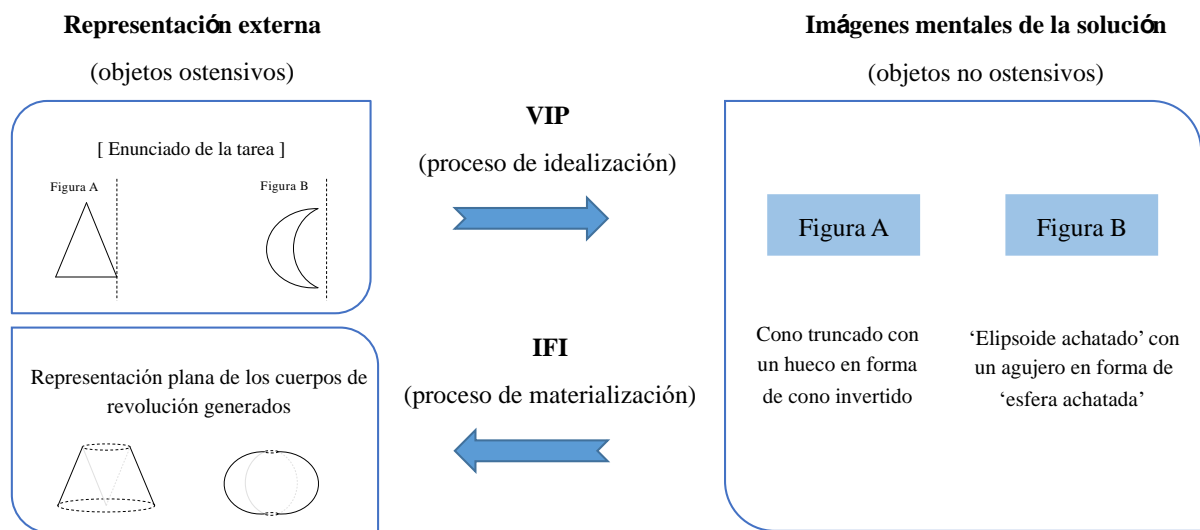 Representación externa
(objetos ostensivos)
[ Enunciado de la tarea ]
Figura A
Figura B
Representación plana de los cuerpos de
revolución generados
VIP
(proceso de idealización)
IFI
(proceso de materialización)
Imágenes mentales de la solución
(objetos no ostensivos)
Figura A
Figura B
Cono truncado con
un hueco en forma
de cono invertido
‘Elipsoide achatado’ con
un agujero en forma de
‘esfera achatada’